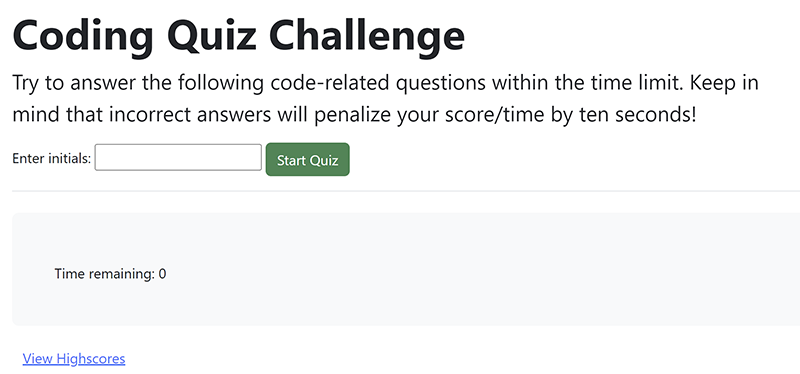 Coding Quiz Challenge
Try to answer the following code-related questions within the time limit. Keep in
mind that incorrect answers will penalize your score/time by ten seconds!
Enter initials: Start Quiz
Time remaining: 0
View Highscores